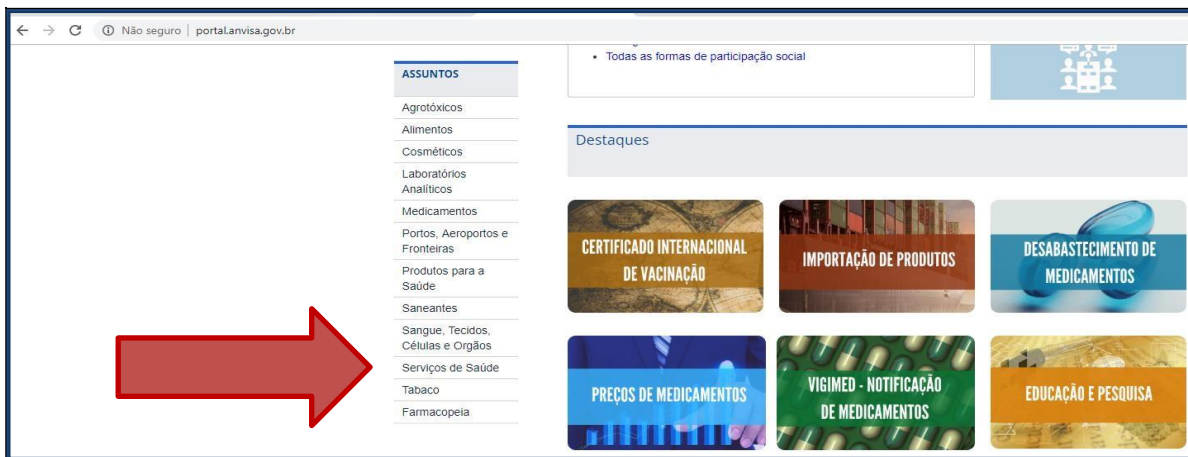 Não seguro | portal.anvisa.gov.br
Todas as formas de participação social
ASSUNTOS
Agrotóxicos
Alimentos
Cosméticos
Laboratórios
Analíticos
Medicamentos
Portos, Aeroportos e
Fronteiras
Produtos para a
Saúde
Saneantes
Sangue, Tecidos,
Células e Orgãos
Serviços de Saúde
Tabaco
Farmacopeia
Destaques
CERTIFICADO INTERNACIONAL
DE VACINAÇÃO
IMPORTAÇÃO DE PRODUTOS
DESABASTECIMENTO DE
MEDICAMENTOS
PREÇOS DE MEDICAMENTOS
VIGIMED - NOTIFICAÇÃO
DE MEDICAMENTOS
EDUCAÇÃO E PESQUISA